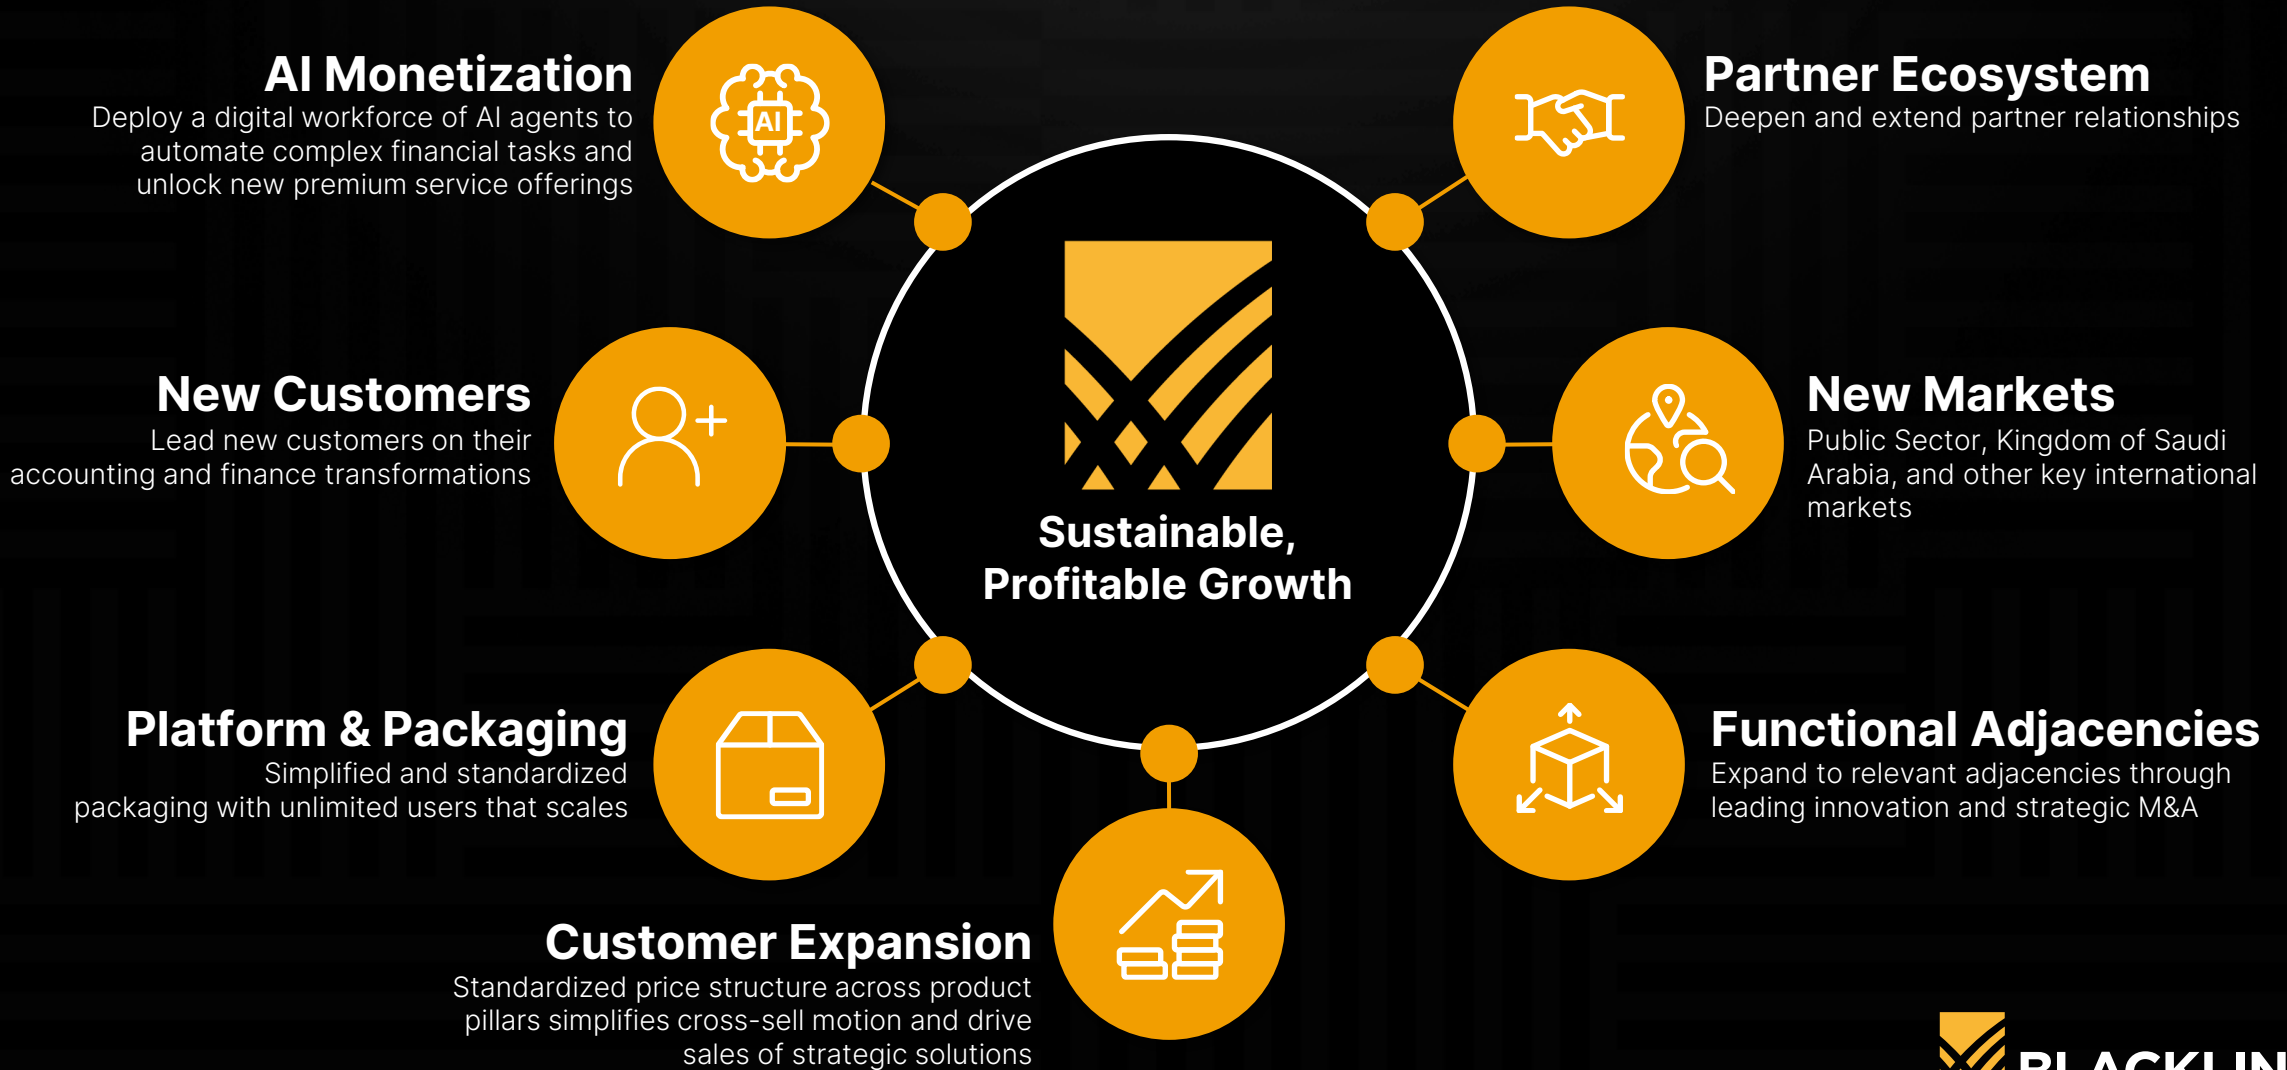 AI Monetization
Deploy a digital workforce of AI agents to
automate complex financial tasks and
unlock new premium service offerings
AI
Partner Ecosystem
Deepen and extend partner relationships
New Customers
Lead new customers on their
accounting and finance transformations
New Markets
Public Sector, Kingdom of Saudi
Arabia, and other key international
markets
Sustainable,
Profitable Growth
Platform & Packaging
Simplified and standardized
packaging with unlimited users that scales
Functional Adjacencies
Expand to relevant adjacencies through
leading innovation and strategic M&A
Customer Expansion
Standardized price structure across product
pillars simplifies cross-sell motion and drive
sales of strategic solutions